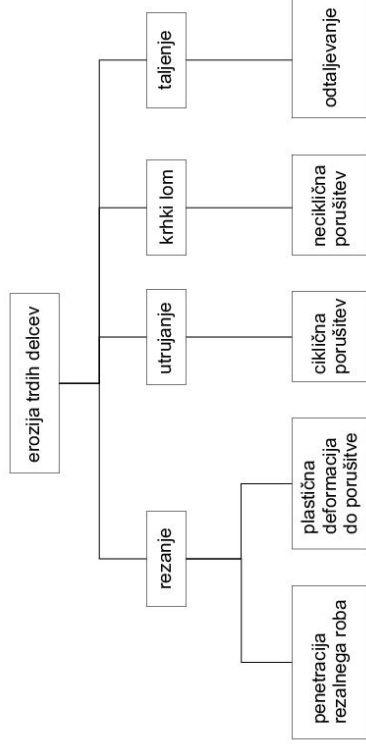 erozija trdih delcev
rezanje
utrujanje
krhki lom
taljenje
penetracija
rezalnega roba
plastična
deformacija
do porušitve
ciklična
porušitev
neciklična
porušitev
odtaljevanje